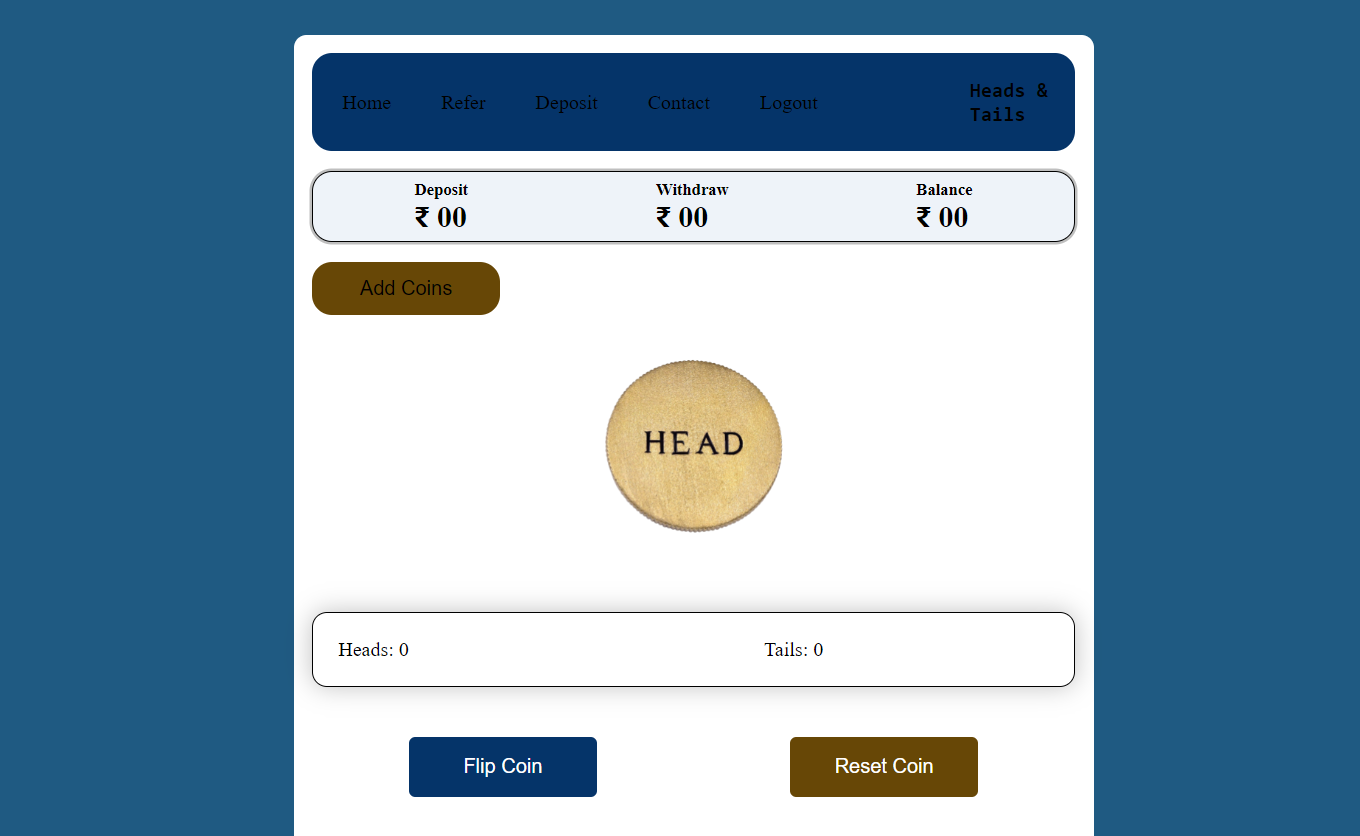 Home Refer Deposit Contact Logout
Heads &
Tails
Deposit Withdraw Balance
₹ 00 ₹ 00 ₹ 00
Add Coins
HEAD
Heads: 0 Tails: 0
Flip Coin Reset Coin